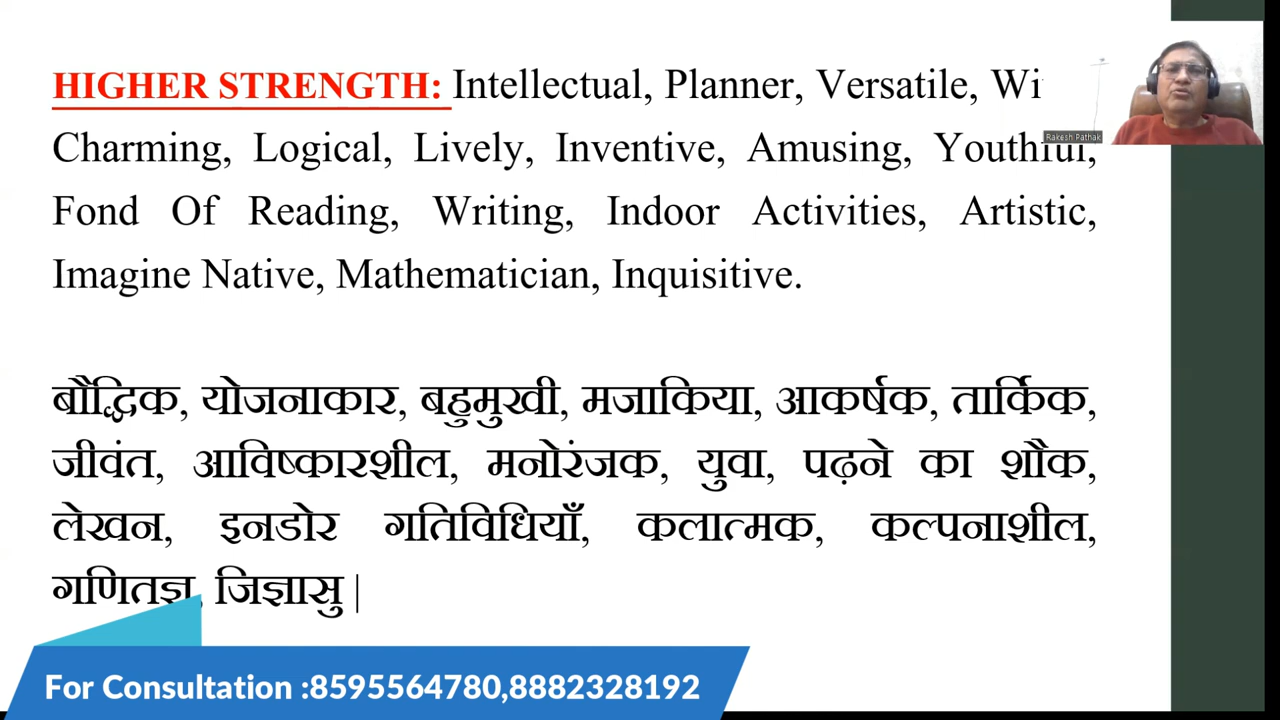 HIGHER STRENGTH: Intellectual, Planner, Versatile,
Charming, Logical, Lively, Inventive, Amusing, Youthful,
Rakesh Pathak
Fond Of Reading, Writing, Indoor Activities, Artistic,
Imagine Native, Mathematician, Inquisitive.
बौद्धिक, योजनाकार, बहुमुखी, मजाकिया, आकर्षक, तार्किक,
जीवंत, आविष्कारशील, मनोरंजक, युवा, पढ़ने का शौक,
लेखन, इनडोर गतिविधियाँ, कलात्मक, कल्पनाशील,
गणितज्ञ, जिज्ञासु |
For Consultation :8595564780,8882328192